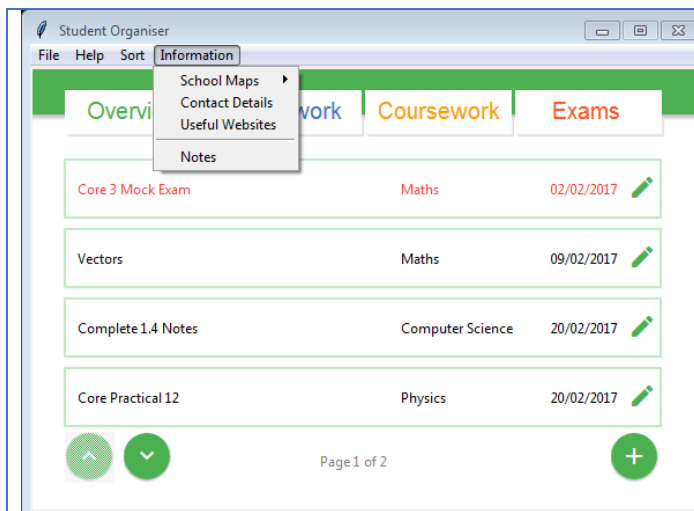 Student Organiser
File Help Sort Information
School Maps
Contact Details
Useful Websites
Notes
Overvi work Coursework Exams
Core 3 Mock Exam Maths 02/02/2017
Vectors Maths 09/02/2017
Complete 1.4 Notes Computer Science 20/02/2017
Core Practical 12 Physics 20/02/2017
Page 1 of 2